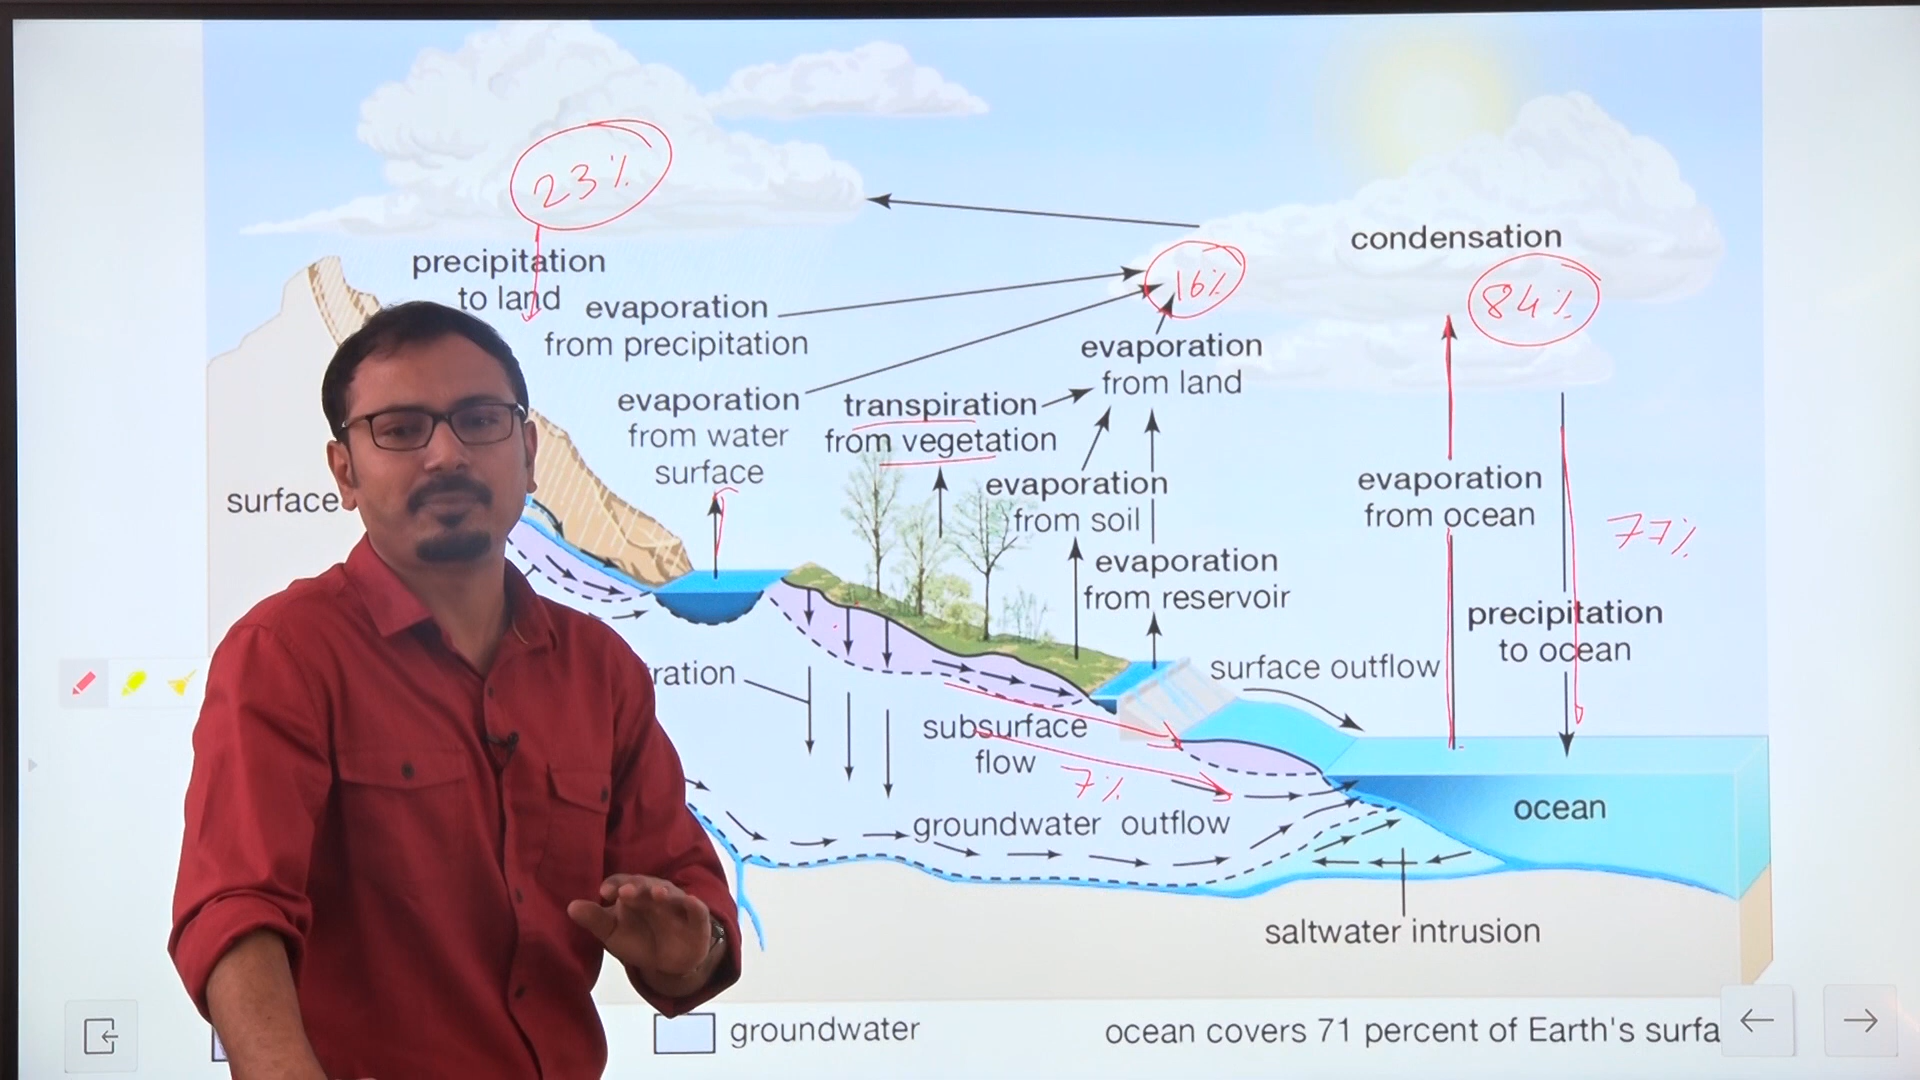 23%
condensation
16%
84%
precipitation
to land
evaporation
from precipitation
evaporation
from land
evaporation
from water
surface
transpiration
from vegetation
evaporation
from soil
evaporation
from ocean
77%
surface
evaporation
from reservoir
precipitation
to ocean
surface outflow
ration
subsurface
flow
7%
groundwater outflow
ocean
saltwater intrusion
groundwater
ocean covers 71 percent of Earth's surfa